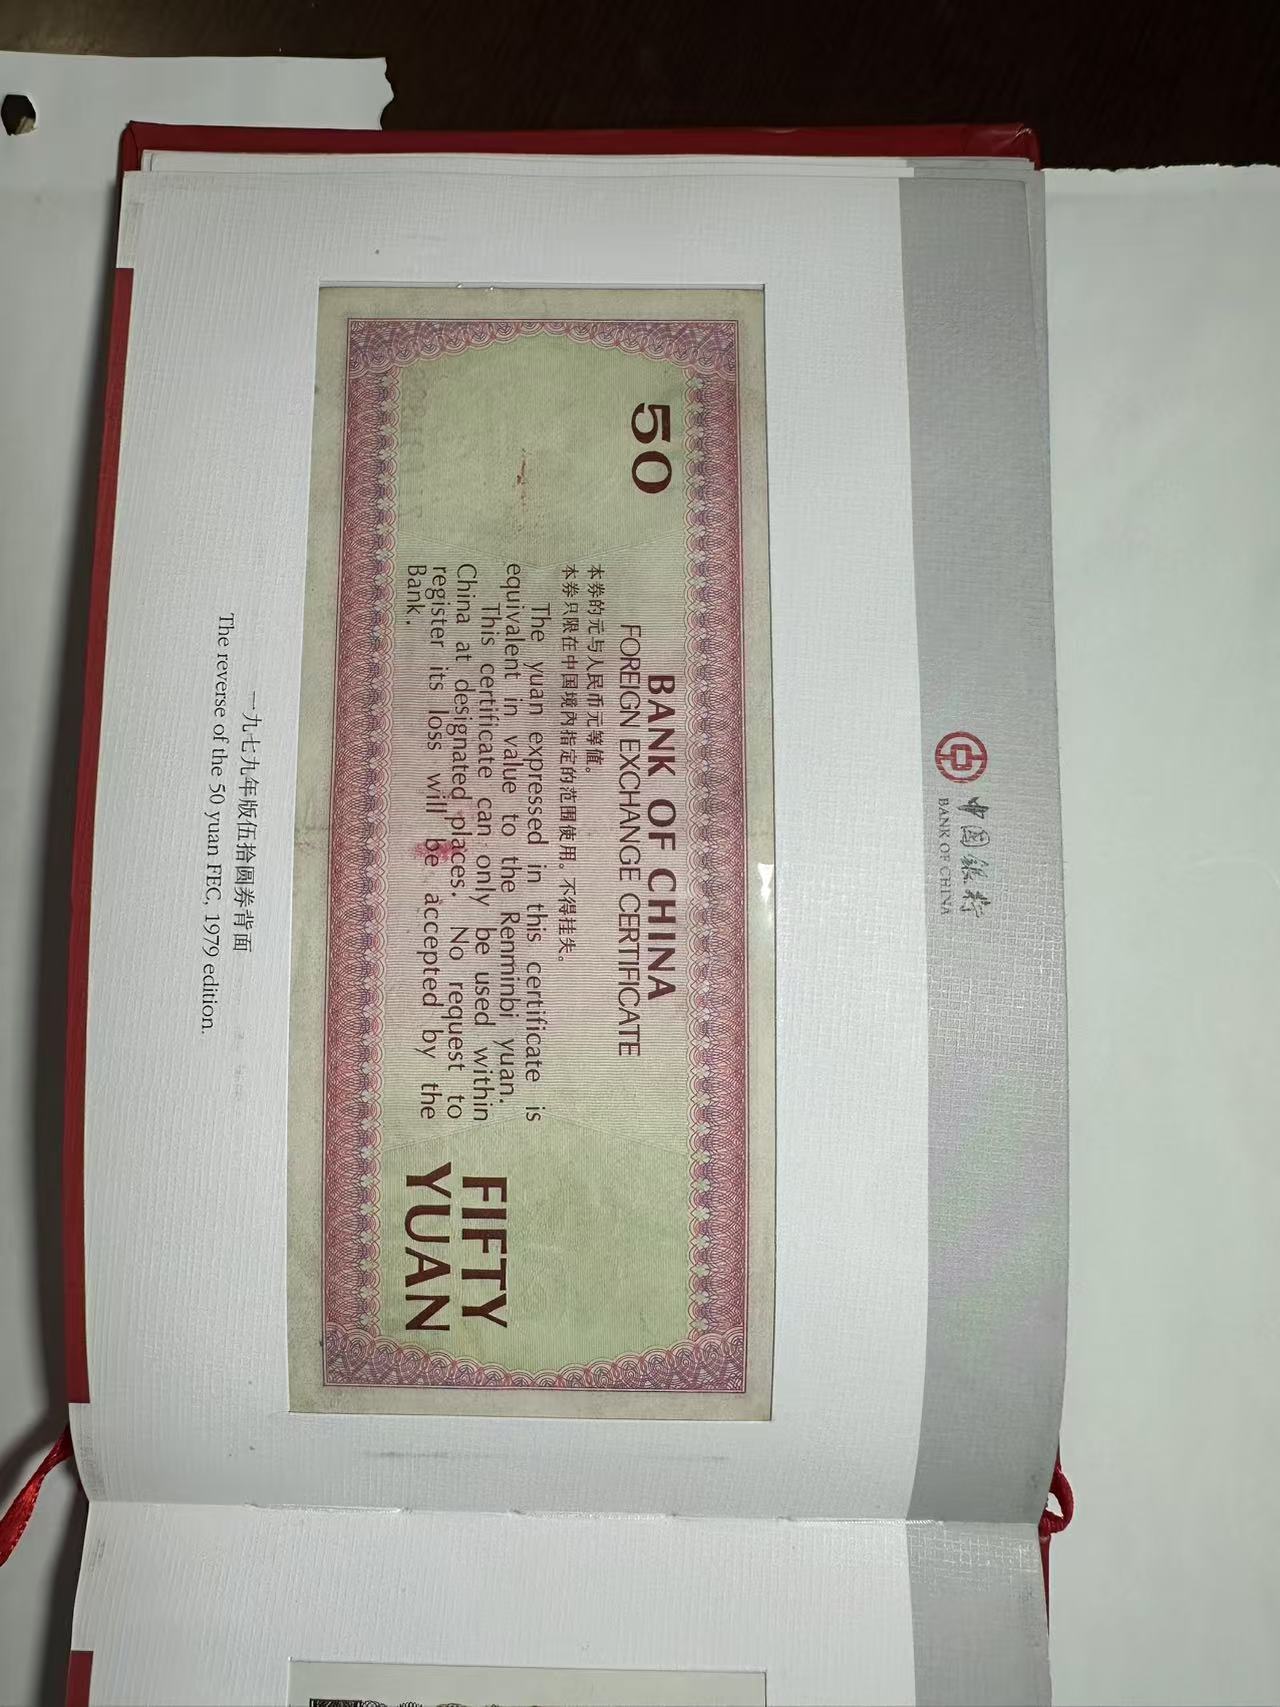 中国银行
BANK OF CHINA
50
BANK OF CHINA
FOREIGN EXCHANGE CERTIFICATE
本券的元与人民币元等值。
本券只限在中国境内指定的范围使用。不得挂失。
The yuan expressed in this certificate is
equivalent in value to the Renminbi yuan.
This certificate can only be used within
China at designated places. No request to
register its loss will be accepted by the
Bank.
FIFTY
YUAN
一九七九年版伍拾圆券背面
The reverse of the 50 yuan FEC, 1979 edition.